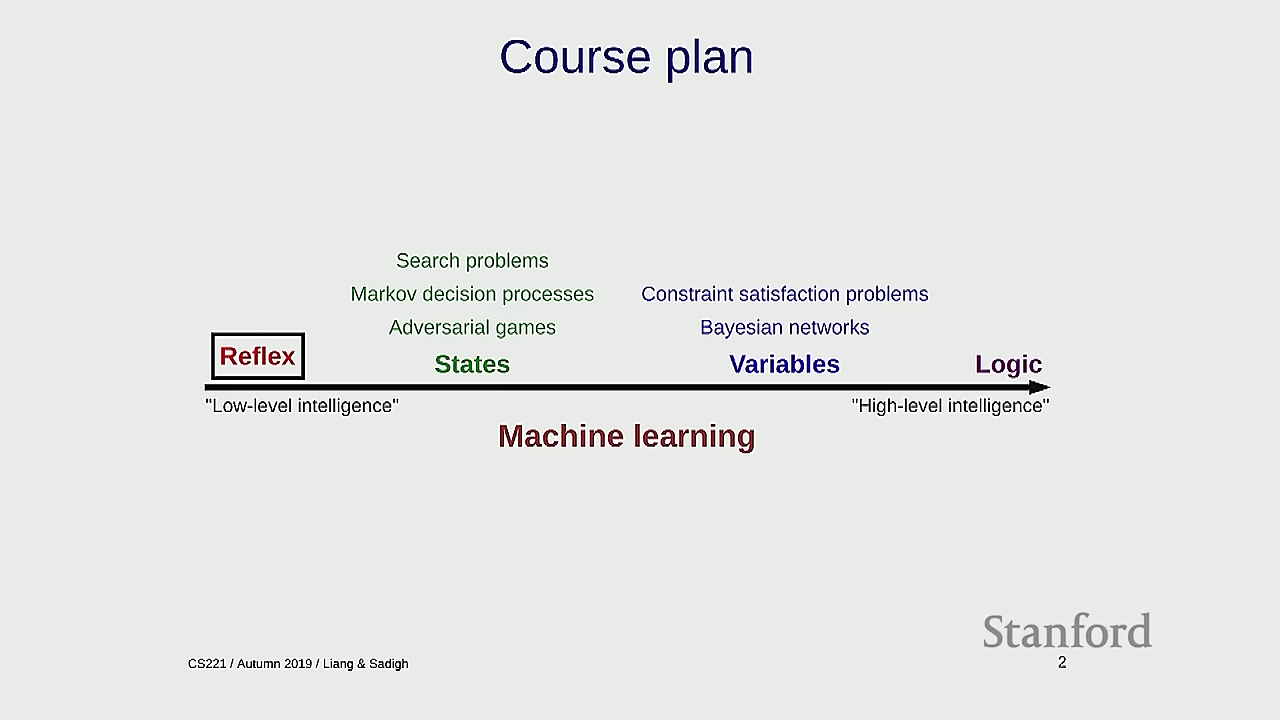 Course plan
Search problems
Markov decision processes
Constraint satisfaction problems
Adversarial games
Bayesian networks
Reflex
States
Variables
Logic
"Low-level intelligence"
"High-level intelligence"
Machine learning
Stanford
CS221 / Autumn 2019 / Liang & Sadigh
2